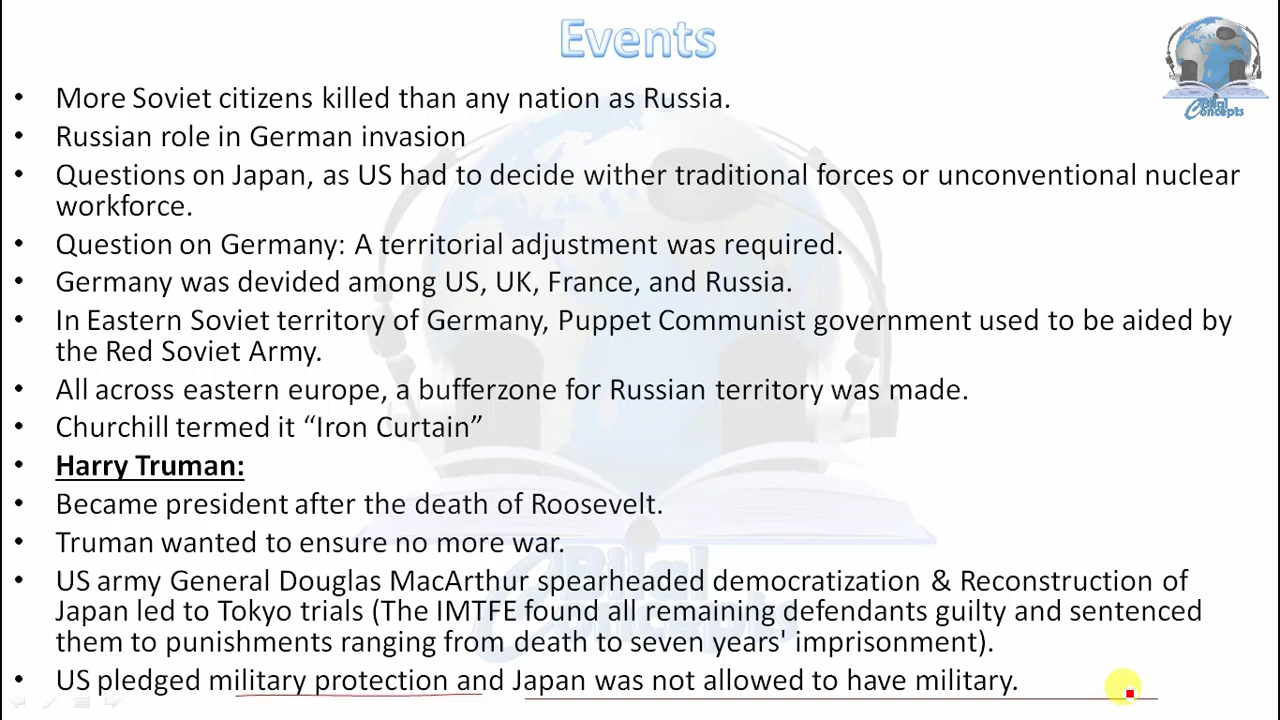 Events
Bilal
Concepts
• More Soviet citizens killed than any nation as Russia.
• Russian role in German invasion
• Questions on Japan, as US had to decide wither traditional forces or unconventional nuclear
workforce.
• Question on Germany: A territorial adjustment was required.
• Germany was devided among US, UK, France, and Russia.
• In Eastern Soviet territory of Germany, Puppet Communist government used to be aided by
the Red Soviet Army.
• All across eastern europe, a bufferzone for Russian territory was made.
• Churchill termed it “Iron Curtain”
• Harry Truman:
• Became president after the death of Roosevelt.
• Truman wanted to ensure no more war.
• US army General Douglas MacArthur spearheaded democratization & Reconstruction of
Japan led to Tokyo trials (The IMTFE found all remaining defendants guilty and sentenced
them to punishments ranging from death to seven years' imprisonment).
• US pledged military protection and Japan was not allowed to have military.
Bilal
Concepts